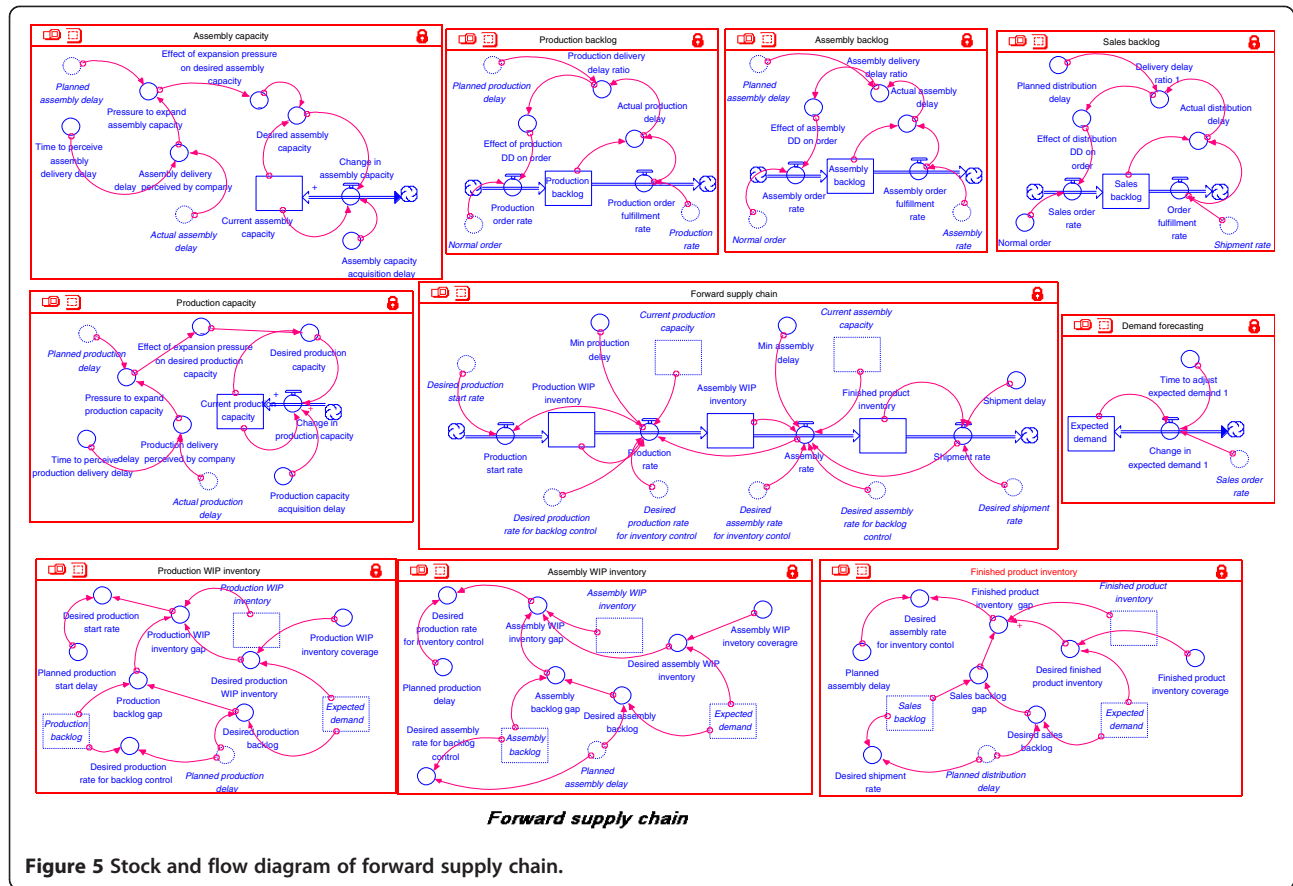 Assembly capacity
Effect of expansion pressure
on desired assembly
capacity
Planned
assembly delay
Pressure to expand
assembly capacity
Desired assembly
capacity
Time to perceive
assembly
delivery delay
Assembly delivery
delay perceived by company
Change in
assembly capacity
Current assembly
capacity
Actual assembly
delay
Assembly capacity
acquisition delay
Production backlog
Production delivery
delay ratio
Planned production
delay
Actual production
delay
Effect of production
DD on order
Production
backlog
Production
order rate
Production order
fulfillment rate
Normal order
Production
rate
Assembly backlog
Assembly delivery
delay ratio
Planned
assembly delay
Actual assembly
delay
Effect of assembly
DD on order
Assembly
backlog
Assembly order
rate
Assembly order
fulfillment rate
Normal order
Assembly
rate
Sales backlog
Delivery delay
ratio 1
Planned distribution
delay
Actual distribution
delay
Effect of distribution
DD on
order
Sales
backlog
Sales order
rate
Order
fulfillment
rate
Normal order
Shipment rate
Production capacity
Planned production
delay
Effect of expansion pressure
on desired production
capacity
Desired production
capacity
Pressure to expand
production capacity
Current production
capacity
Change in
production capacity
Time to perceive
production delivery delay
Production delivery
delay perceived by company
Actual production
delay
Production capacity
acquisition delay
Forward supply chain
Current production
capacity
Current assembly
capacity
Min production
delay
Min assembly
delay
Desired production
start rate
Production WIP
inventory
Assembly WIP
inventory
Finished product
inventory
Shipment delay
Production
start rate
Production
rate
Assembly
rate
Shipment rate
Desired production
rate for backlog control
Desired
production rate
for inventory control
Desired
assembly rate
for inventory contol
Desired assembly
rate for backlog
control
Desired shipment
rate
Demand forecasting
Time to adjust
expected demand 1
Expected
demand
Change in
expected demand 1
Sales order
rate
Production WIP inventory
Production WIP
inventory
Desired production
start rate
Production WIP
inventory gap
Production WIP
inventory coverage
Planned production
start delay
Desired production
WIP inventory
Production
backlog gap
Expected
demand
Production
backlog
Desired production
backlog
Desired production
rate for backlog control
Planned production
delay
Assembly WIP inventory
Assembly WIP
inventory
Desired
production rate
for inventory control
Assembly WIP
inventory gap
Assembly WIP
invetory coveragre
Desired assembly WIP
inventory
Planned production delay
Assembly
backlog gap
Desired assembly
backlog
Expected
demand
Desired assembly
rate for backlog
control
Assembly
backlog
Planned
assembly delay
Finished product inventory
Finished product
inventory gap
Finished product
inventory
Desired
assembly rate
for inventory contol
Desired finished
product inventory
Finished product
inventory coverage
Planned
assembly delay
Sales backlog
gap
Sales
backlog
Expected
demand
Desired sales
backlog
Desired shipment
rate
Planned distribution
delay
Forward supply chain
Figure 5 Stock and flow diagram of forward supply chain.